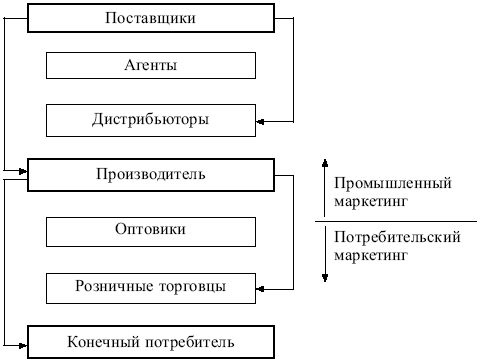 Поставщики
Агенты
Дистрибьюторы
Производитель
Промышленный
маркетинг
Оптовики
Потребительский
маркетинг
Розничные торговцы
Конечный потребитель